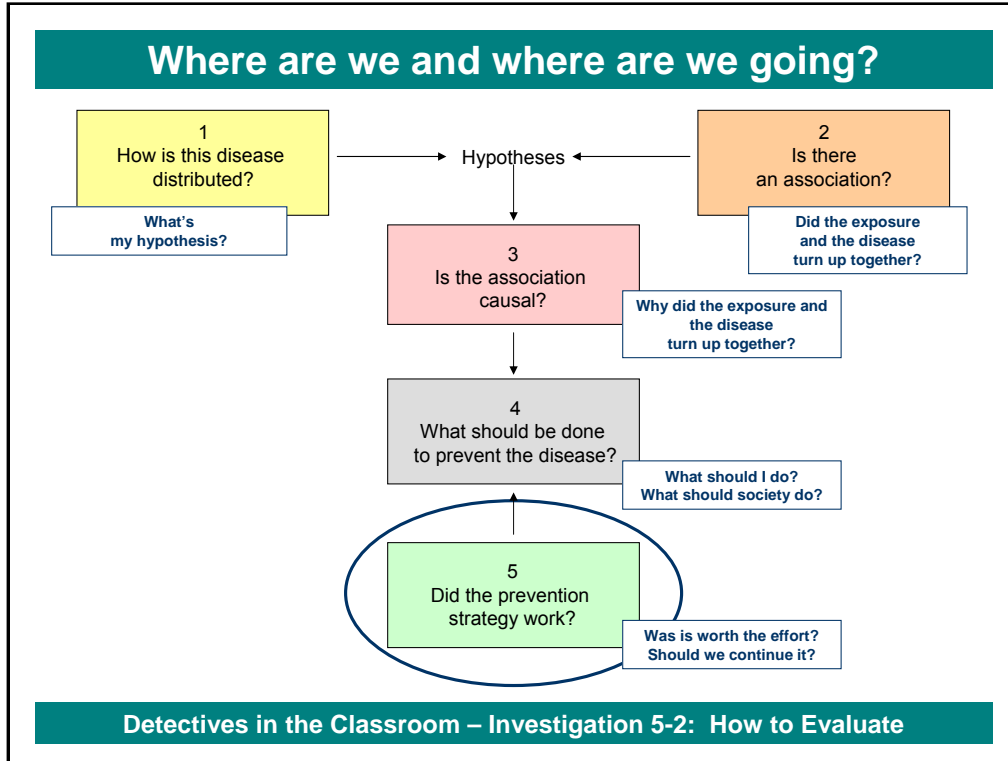 Where are we and where are we going?
1
How is this disease
distributed?
What's
my hypothesis?
Hypotheses
2
Is there
an association?
Did the exposure
and the disease
turn up together?
3
Is the association
causal?
Why did the exposure and
the disease
turn up together?
4
What should be done
to prevent the disease?
What should I do?
What should society do?
5
Did the prevention
strategy work?
Was is worth the effort?
Should we continue it?
Detectives in the Classroom – Investigation 5-2:  How to Evaluate